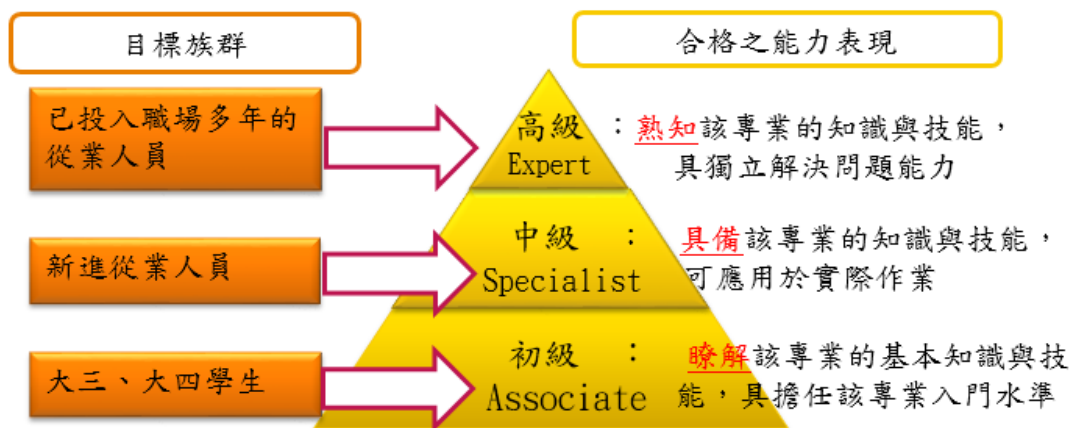 目標族群
合格之能力表現
已投入職場多年的
從業人員
高級 ：熟知該專業的知識與技能，
Expert 具獨立解決問題能力
新進從業人員
中級 ： 具備該專業的知識與技能，
Specialist 可應用於實際作業
大三、大四學生
初級 ： 瞭解該專業的基本知識與技
Associate 能，具擔任該專業入門水準